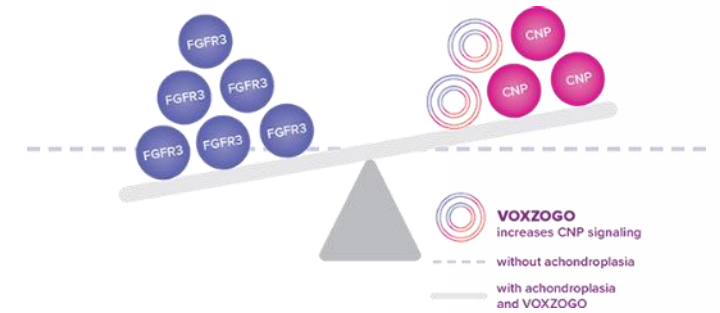 FGFR3
CNP
FGFR3
FGFR3
CNP
CNP
FGFR3
FGFR3
FGFR3
VOXZOGO
increases CNP signaling
without achondroplasia
with achondroplasia
and VOXZOGO